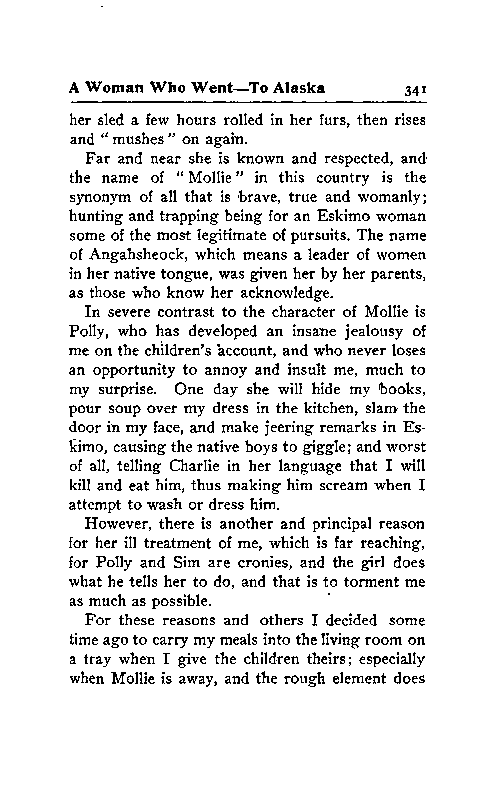 A Woman Who Went—To Alaska 341
her sled a few hours rolled in her furs, then rises
and “ mushes ” on again.
Far and near she is known and respected, and
the name of “ Mollie ” in this country is the
synonym of all that is brave, true and womanly;
hunting and trapping being for an Eskimo woman
some of the most legitimate of pursuits. The name
of Angahsheock, which means a leader of women
in her native tongue, was given her by her parents,
as those who know her acknowledge.
In severe contrast to the character of Mollie is
Polly, who has developed an insane jealousy of
me on the children's account, and who never loses
an opportunity to annoy and insult me, much to
my surprise. One day she will hide my books,
pour soup over my dress in the kitchen, slam the
door in my face, and make jeering remarks in Es-
kimo, causing the native boys to giggle; and worst
of all, telling Charlie in her language that I will
kill and eat him, thus making him scream when I
attempt to wash or dress him.
However, there is another and principal reason
for her ill treatment of me, which is far reaching,
for Polly and Sim are cronies, and the girl does
what he tells her to do, and that is to torment me
as much as possible.
For these reasons and others I decided some
time ago to carry my meals into the living room on
a tray when I give the children theirs; especially
when Mollie is away, and the rough element does